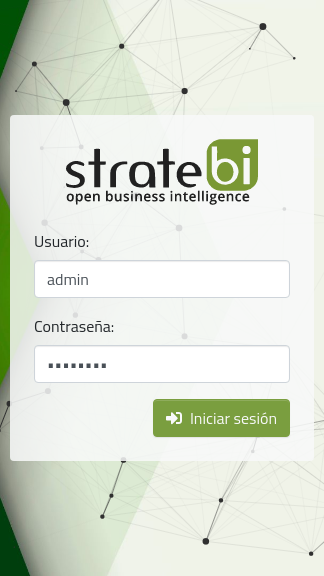 stratebi
open business intelligence
Usuario:
admin
Contraseña:
••••••••
Iniciar sesión